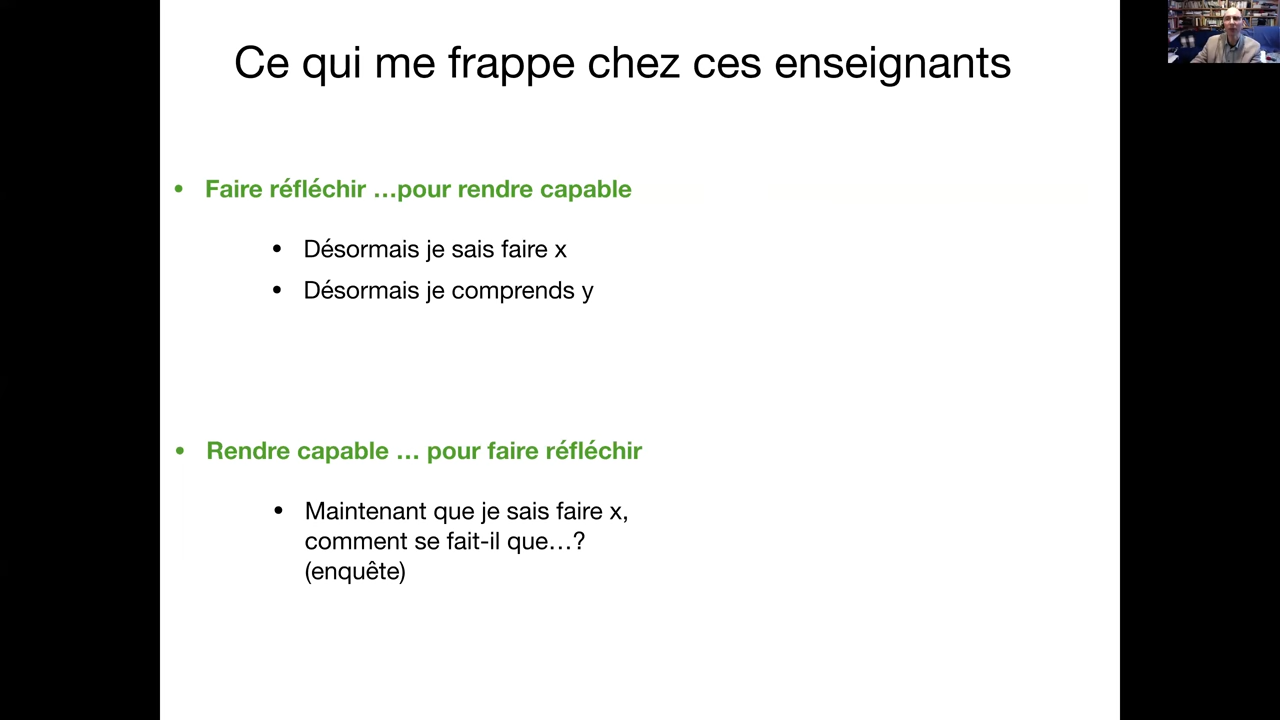 Ce qui me frappe chez ces enseignants
• Faire réfléchir …pour rendre capable
• Désormais je sais faire x
• Désormais je comprends y
• Rendre capable … pour faire réfléchir
• Maintenant que je sais faire x,
comment se fait-il que…?
(enquête)